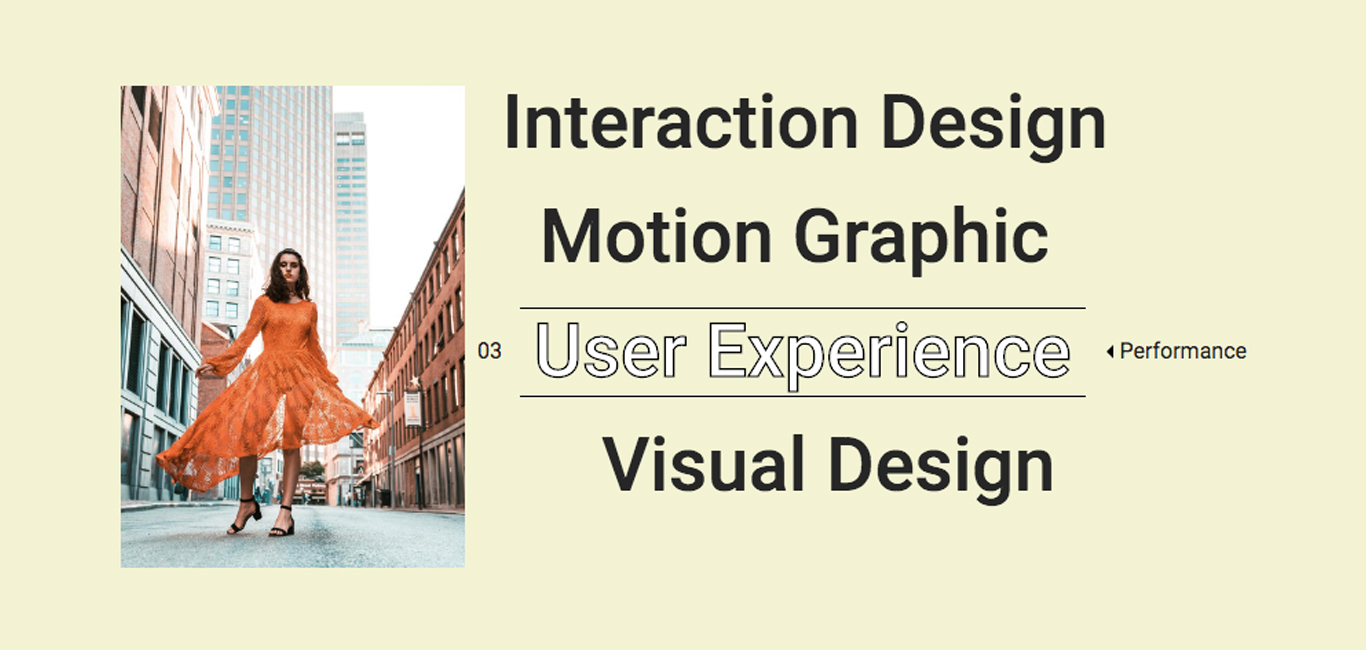 Interaction Design
Motion Graphic
03 User Experience Performance
Visual Design